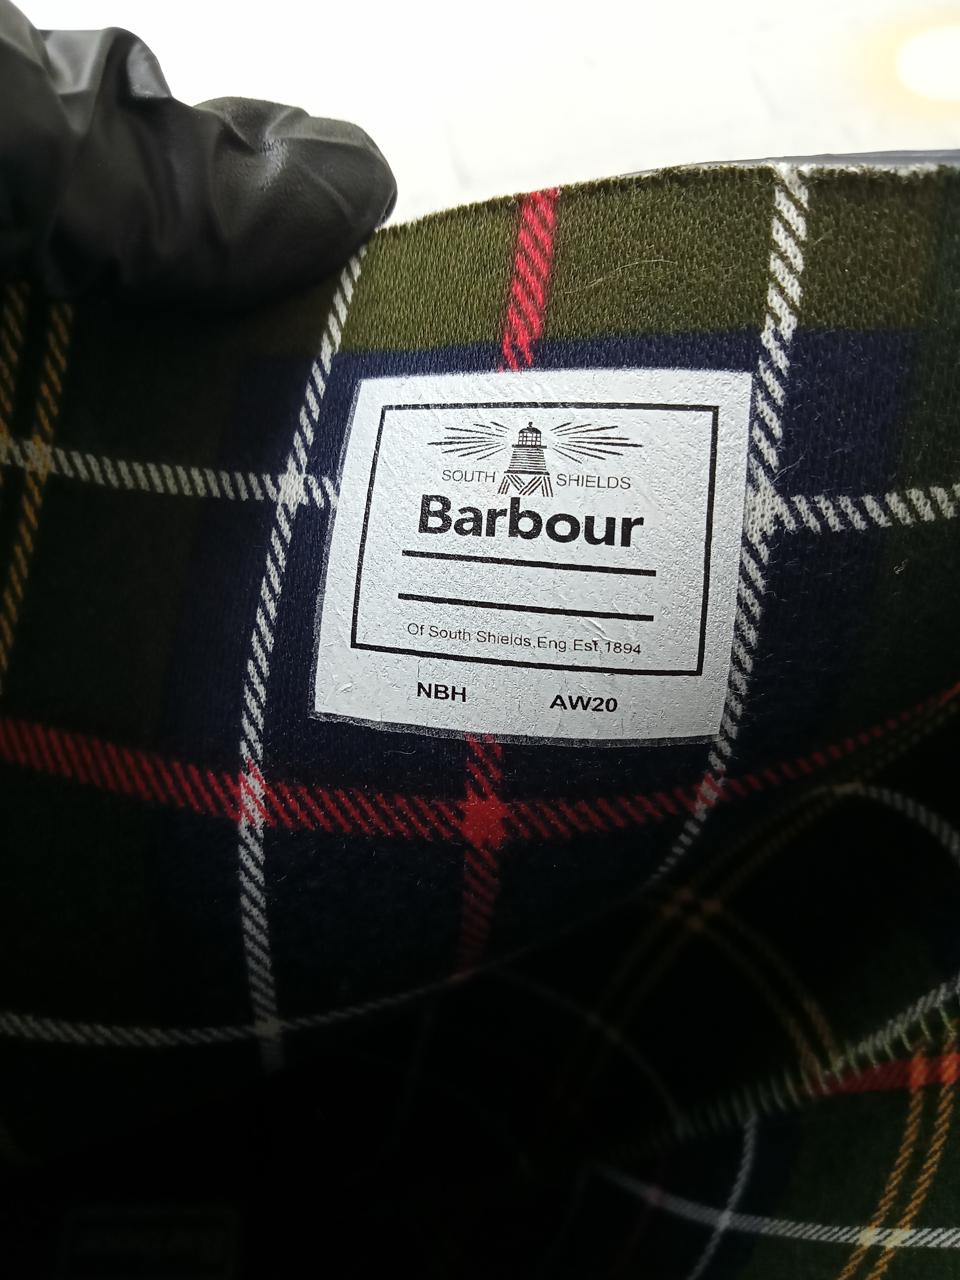 SOUTH SHIELDS
Barbour
Of South Shields,Eng.Est.1894
NBH AW20